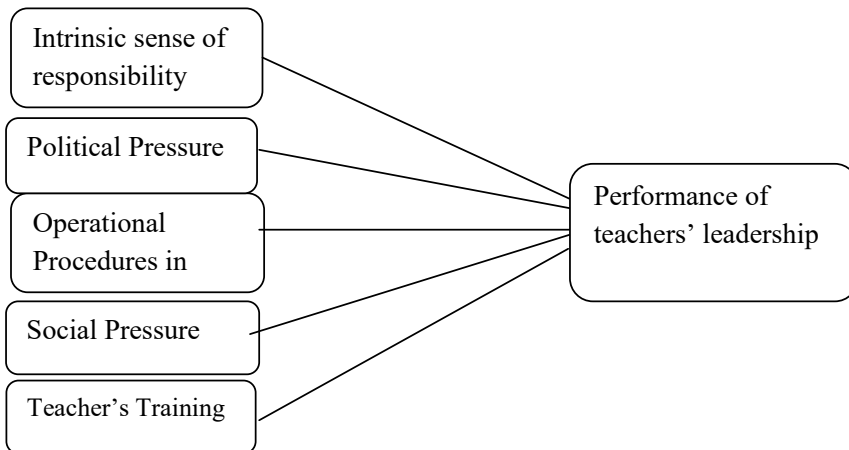 Intrinsic sense of
responsibility
Political Pressure
Operational
Procedures in
Social Pressure
Teacher’s Training
Performance of
teachers’ leadership